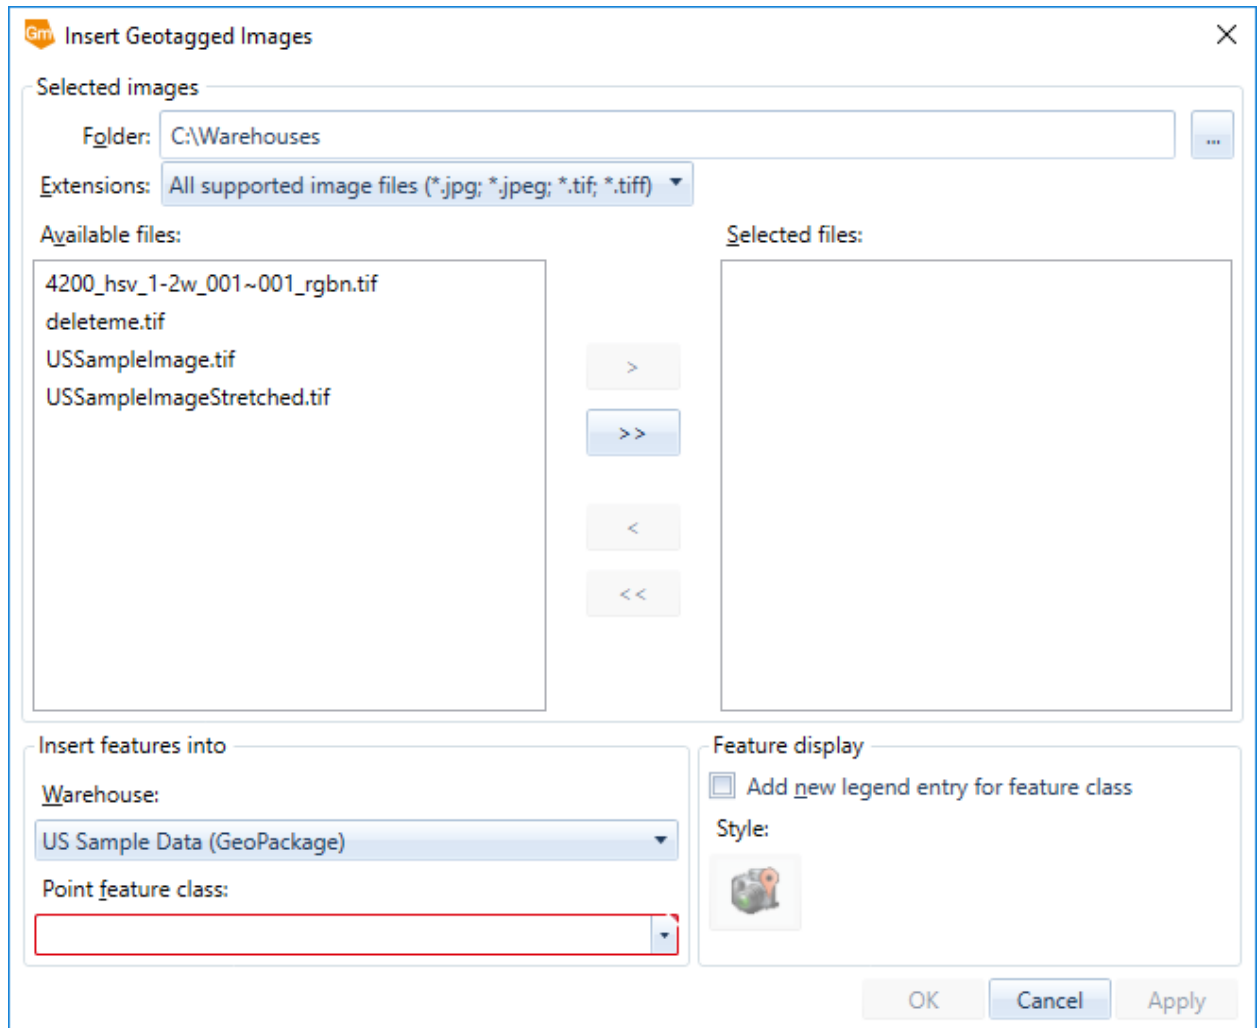 Gm Insert Geotagged Images
Selected images
Folder: C:\Warehouses ...
Extensions: All supported image files (*.jpg; *.jpeg; *.tif; *.tiff)
Available files:
4200_hsv_1-2w_001~001_rgbn.tif
deleteme.tif
USSampleImage.tif
USSampleImageStretched.tif
>
>>
<
<<
Selected files:
Insert features into
Warehouse:
US Sample Data (GeoPackage)
Point feature class:
Feature display
Add new legend entry for feature class
Style:
OK Cancel Apply